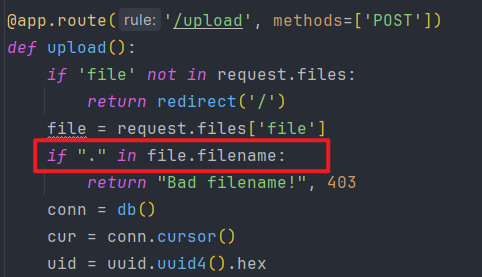 @app.route( rule: '/upload', methods=['POST'])
def upload():
    if 'file' not in request.files:
        return redirect('/')
    file = request.files['file']
    if "." in file.filename:
        return "Bad filename!", 403
    conn = db()
    cur = conn.cursor()
    uid = uuid.uuid4().hex